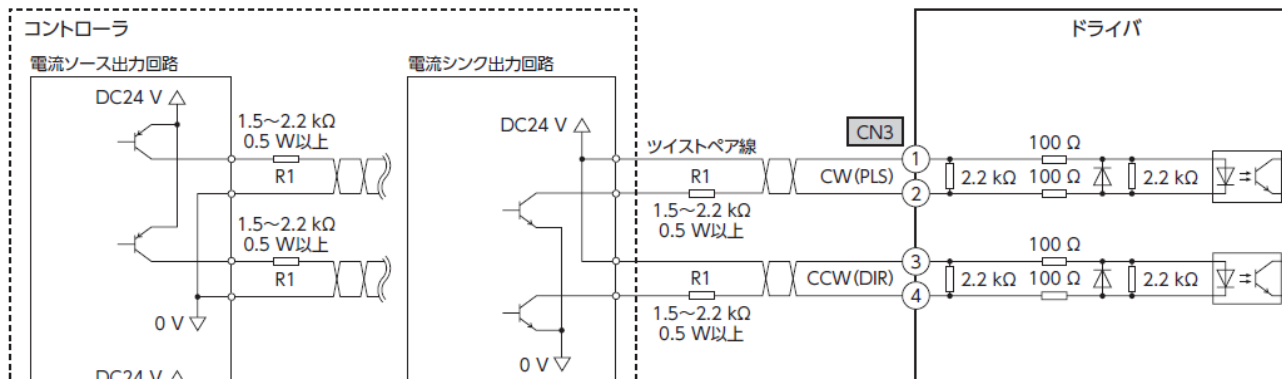 コントローラ
ドライバ
電流ソース出力回路
電流シンク出力回路
DC24 V
1.5～2.2 kΩ
0.5 W以上
R1
1.5～2.2 kΩ
0.5 W以上
R1
0 V
DC24 V
DC24 V
ツイストペア線
R1
1.5～2.2 kΩ
0.5 W以上
R1
1.5～2.2 kΩ
0.5 W以上
0 V
CN3
CW(PLS)
CCW(DIR)
1
2
3
4
100 Ω
2.2 kΩ
100 Ω
2.2 kΩ
100 Ω
2.2 kΩ
100 Ω
2.2 kΩ